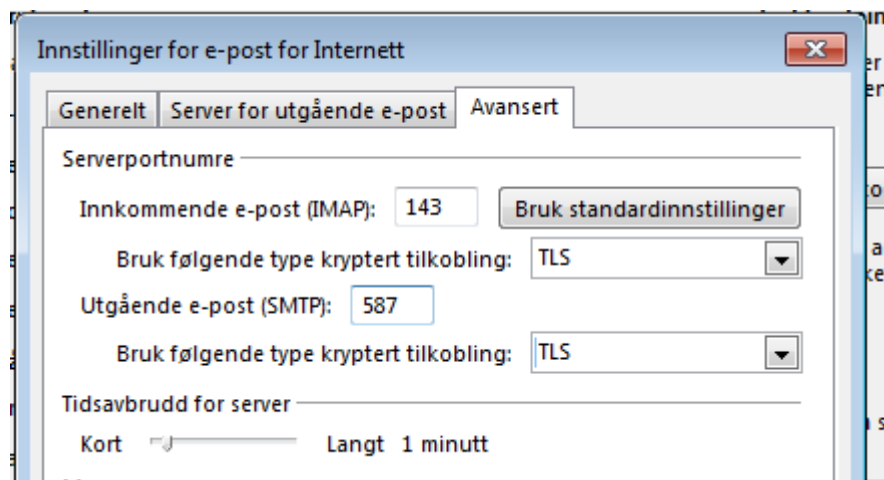 Innstillinger for e-post for Internett
Generelt Server for utgående e-post Avansert
Serverportnumre
Innkommende e-post (IMAP): 143 Bruk standardinnstillinger
Bruk følgende type kryptert tilkobling: TLS
Utgående e-post (SMTP): 587
Bruk følgende type kryptert tilkobling: TLS
Tidsavbrudd for server
Kort Langt 1 minutt